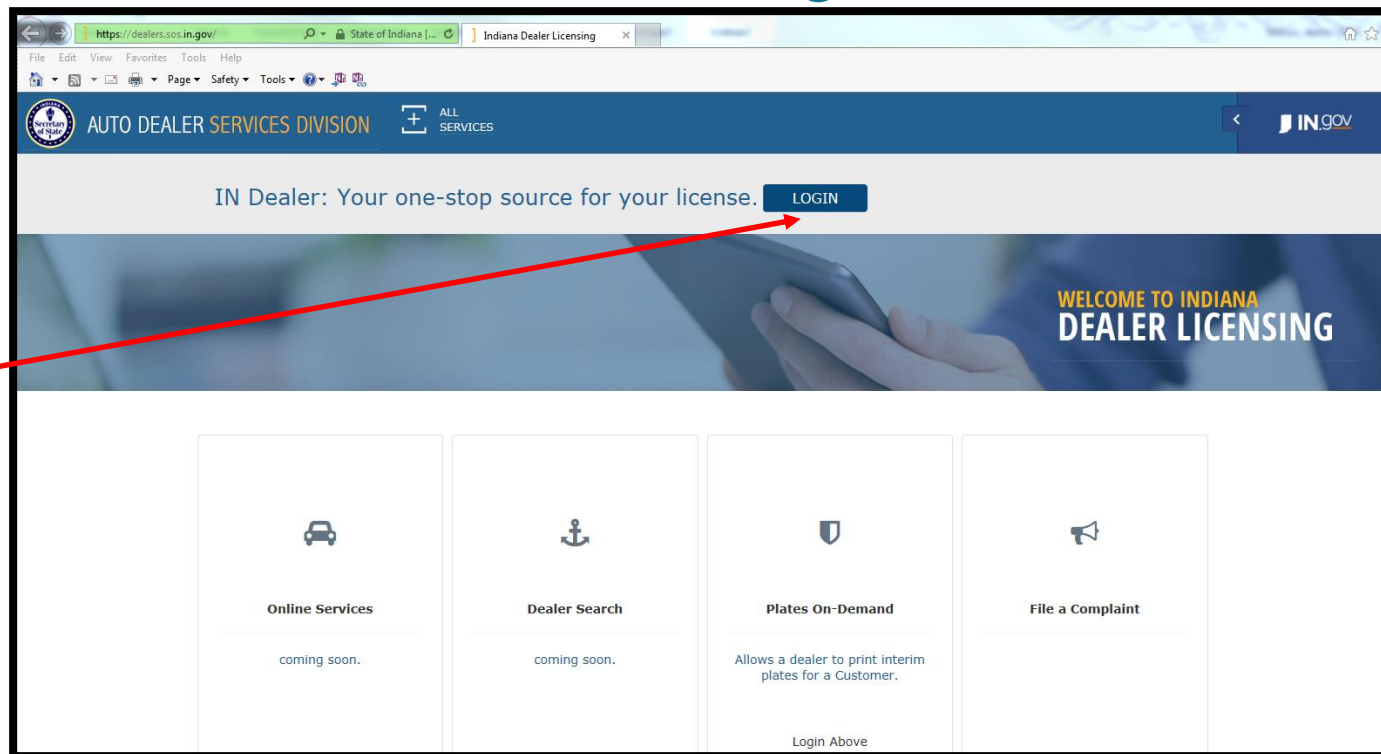 https://dealers.sos.in.gov/
State of Indiana [...
Indiana Dealer Licensing
File Edit View Favorites Tools Help
Page Safety Tools
Secretary of State
AUTO DEALER SERVICES DIVISION
ALL
SERVICES
IN.gov
IN Dealer: Your one-stop source for your license.
LOGIN
WELCOME TO INDIANA
DEALER LICENSING
Online Services
coming soon.
Dealer Search
coming soon.
Plates On-Demand
Allows a dealer to print interim
plates for a Customer.
Login Above
File a Complaint